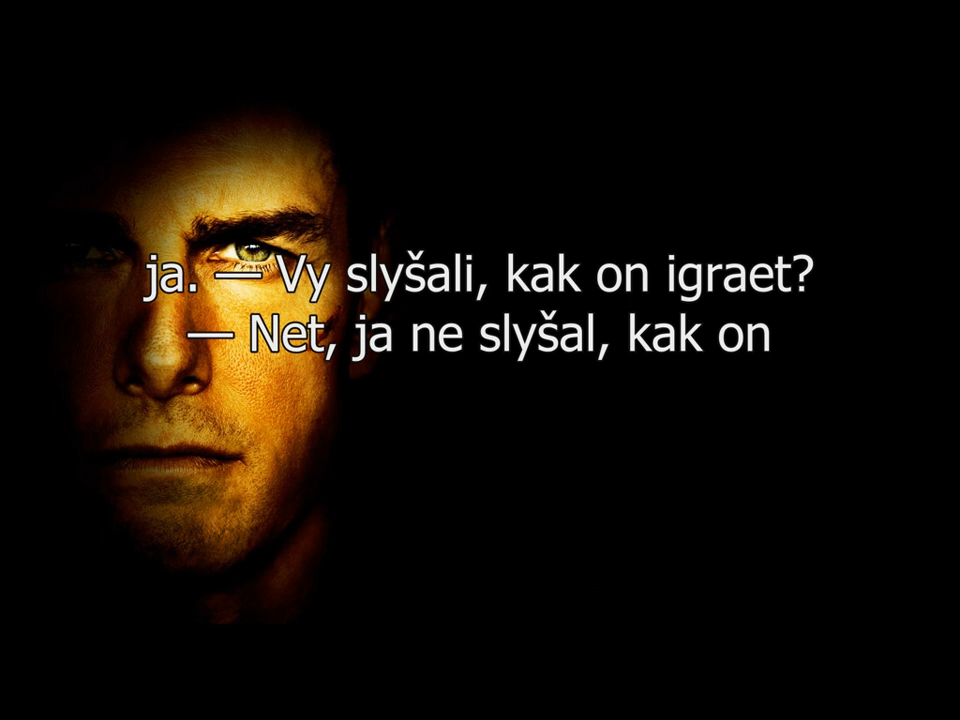 ja. — Vy slyšali, kak on igraet?
— Net, ja ne slyšal, kak on